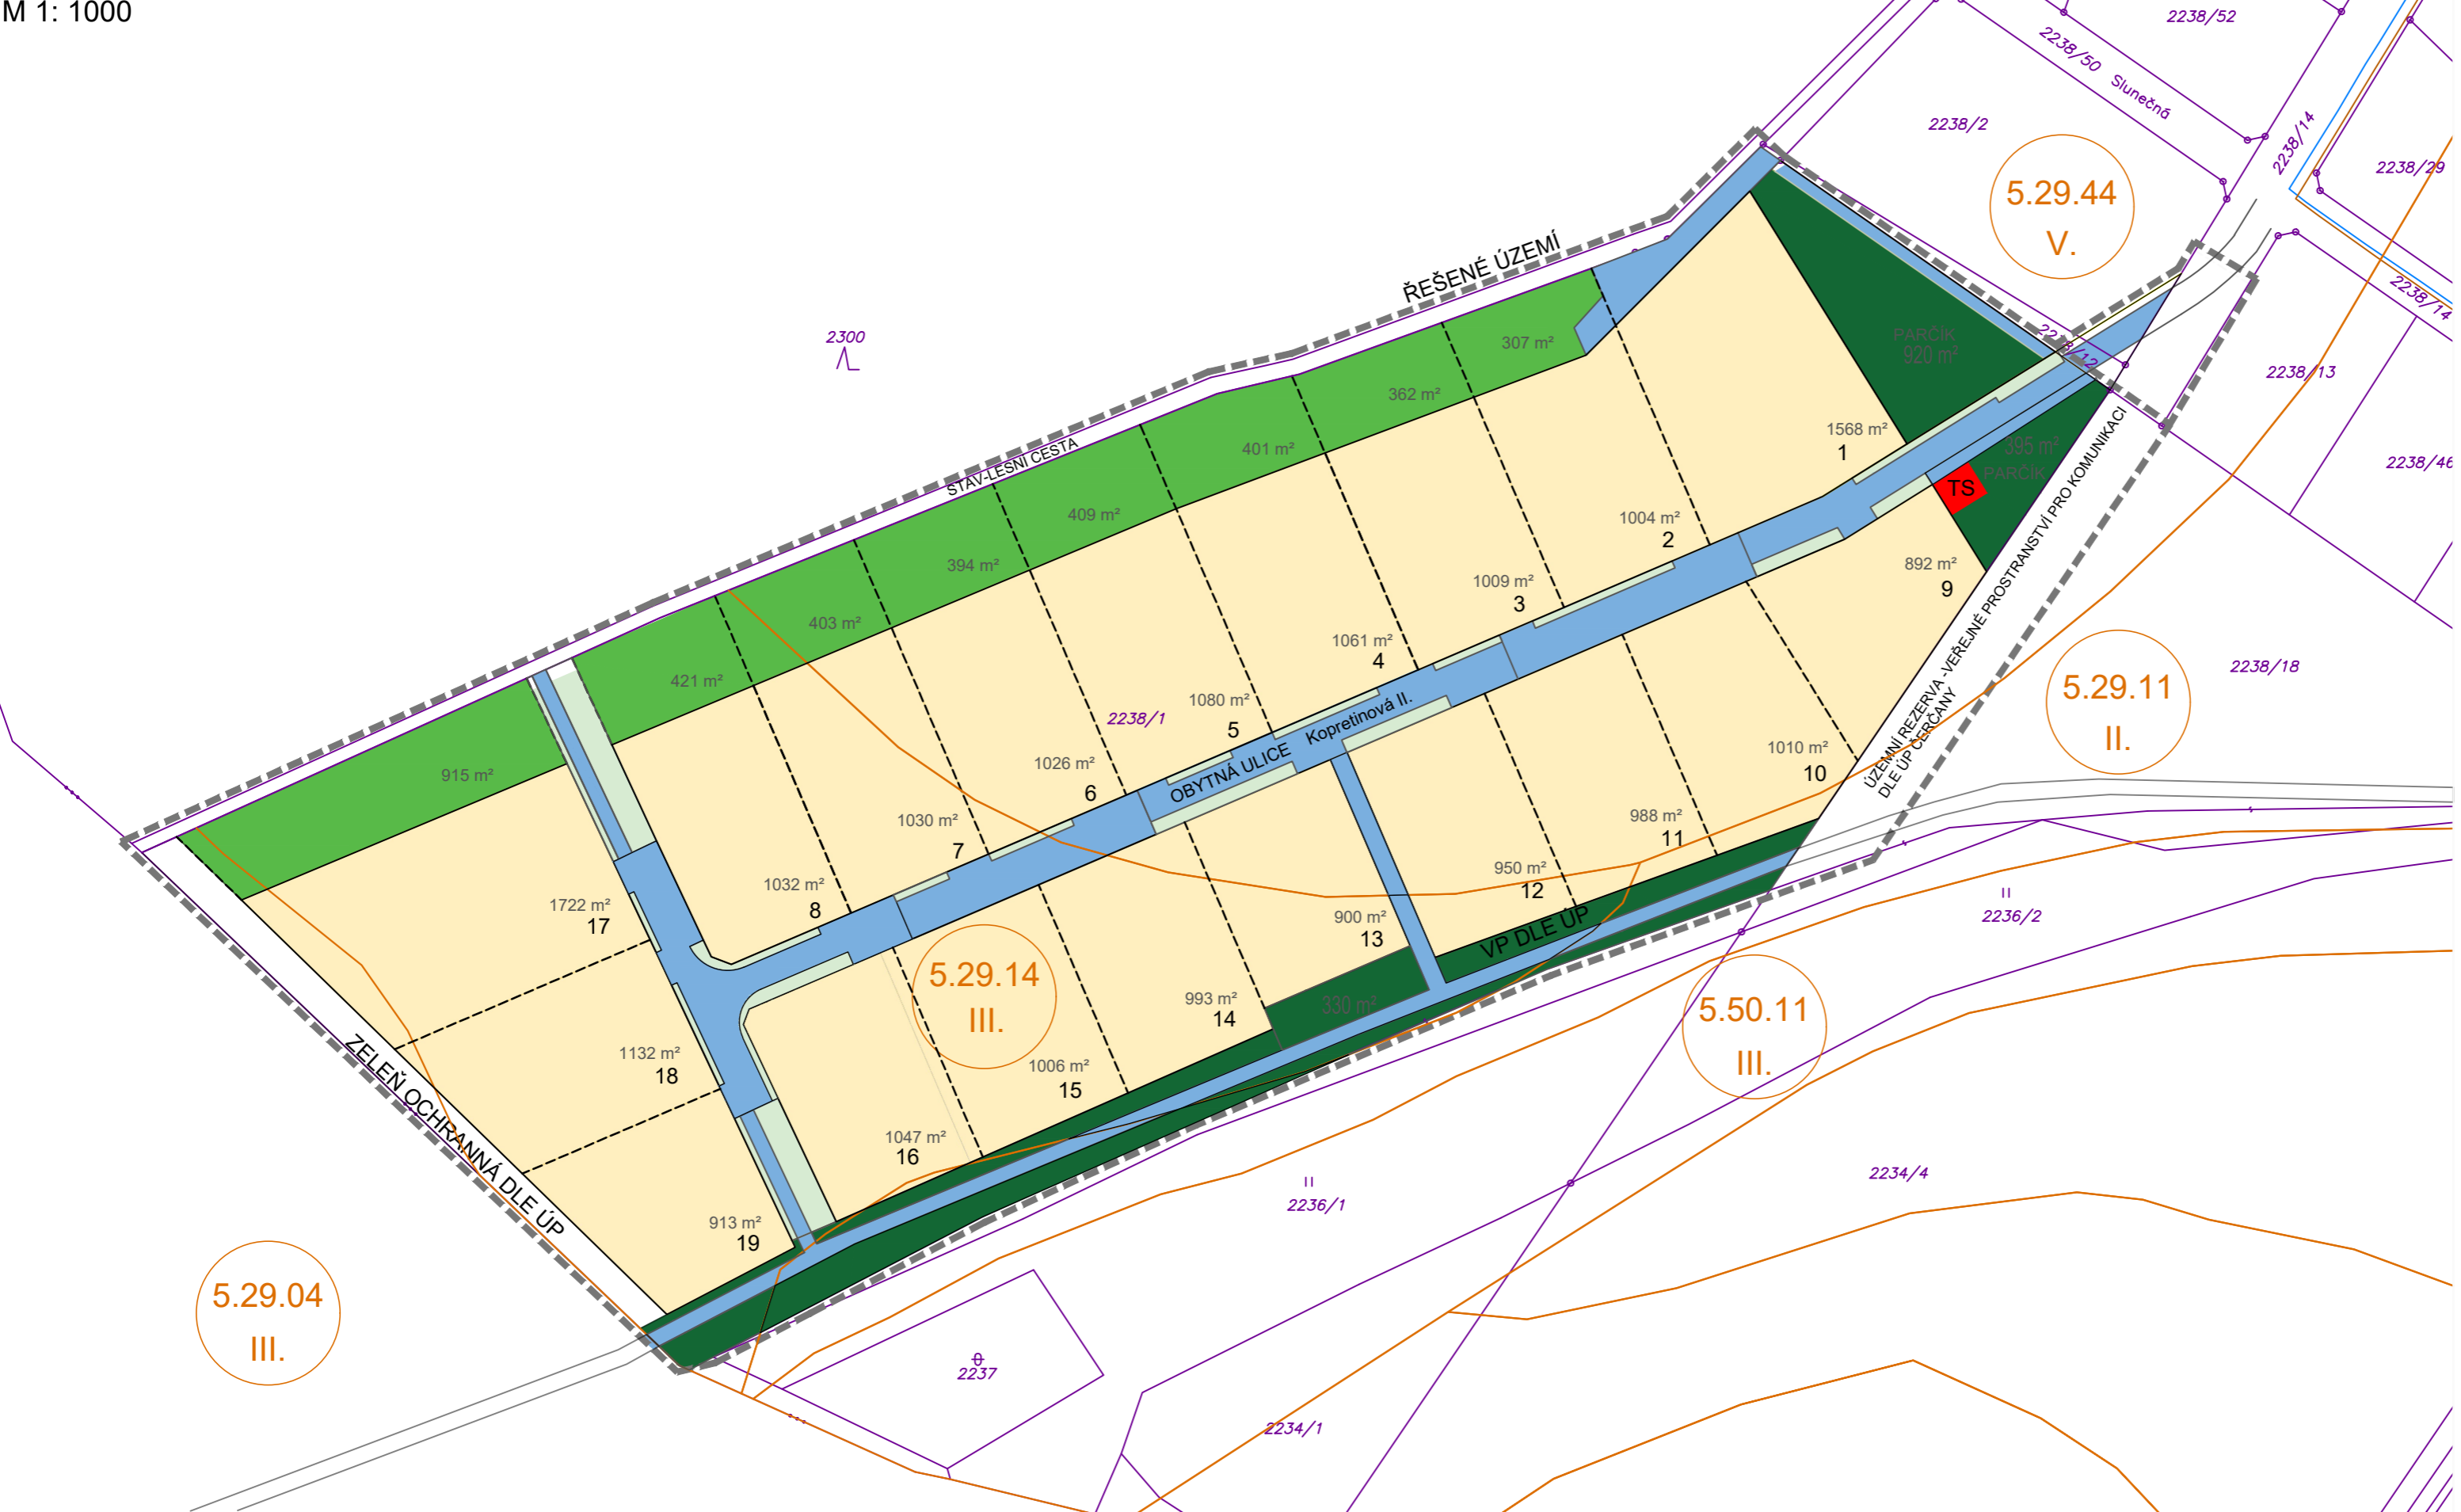 M 1: 1000
2238/52
2238/50 Slunečná
2238/2
2238/14
2238/29
5.29.44
V.
ŘEŠENÉ ÚZEMÍ
2238/14
2300
307 m²
PARČÍK
920 m²
2238/12
2238/13
362 m²
STAV-LESNÍ CESTA
401 m²
1568 m²
1
395 m²
PARČÍK
2238/46
TS
409 m²
1004 m²
2
394 m²
1009 m²
3
892 m²
9
403 m²
1061 m²
4
ÚZEMNÍ REZERVA -VEŘEJNÉ PROSTRANSTVÍ PRO KOMUNIKACI
DLE ÚP ČERČANY
5.29.11
II.
2238/18
421 m²
1080 m²
5
2238/1
OBYTNÁ ULICE Kopretinová II.
915 m²
1026 m²
6
1010 m²
10
1030 m²
7
988 m²
11
1032 m²
8
950 m²
12
1722 m²
17
900 m²
13
VP DLE ÚP
2236/2
5.29.14
III.
993 m²
14
330 m²
5.50.11
III.
ZELEŇ OCHRANNÁ DLE ÚP
1132 m²
18
1006 m²
15
1047 m²
16
2234/4
2236/1
913 m²
19
5.29.04
III.
2237
2234/1